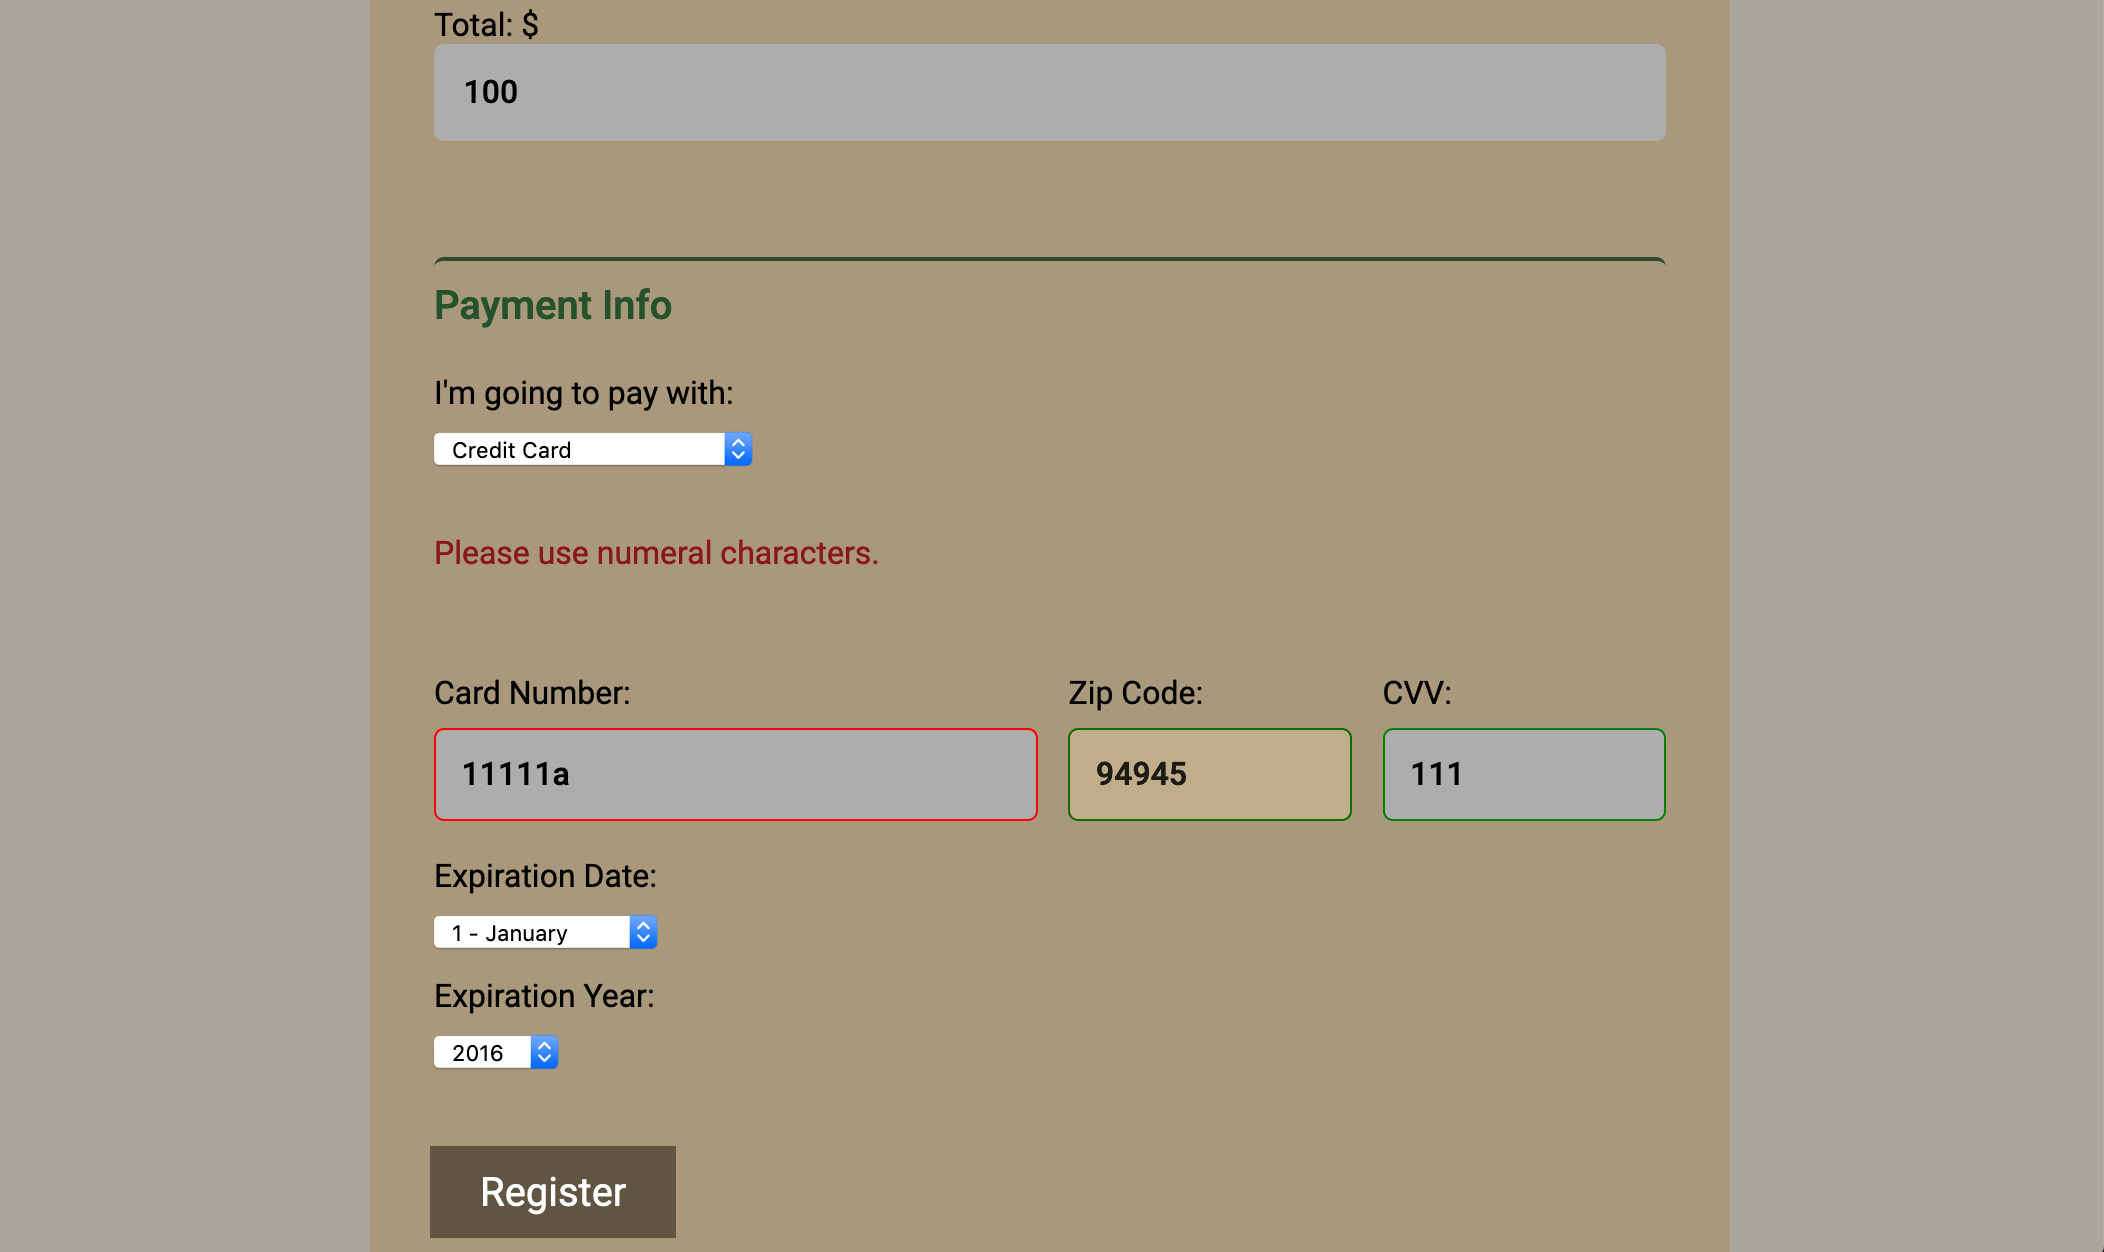 Total: $
100
Payment Info
I'm going to pay with:
Credit Card
Please use numeral characters.
Card Number: Zip Code: CVV:
11111a 94945 111
Expiration Date:
1 - January
Expiration Year:
2016
Register